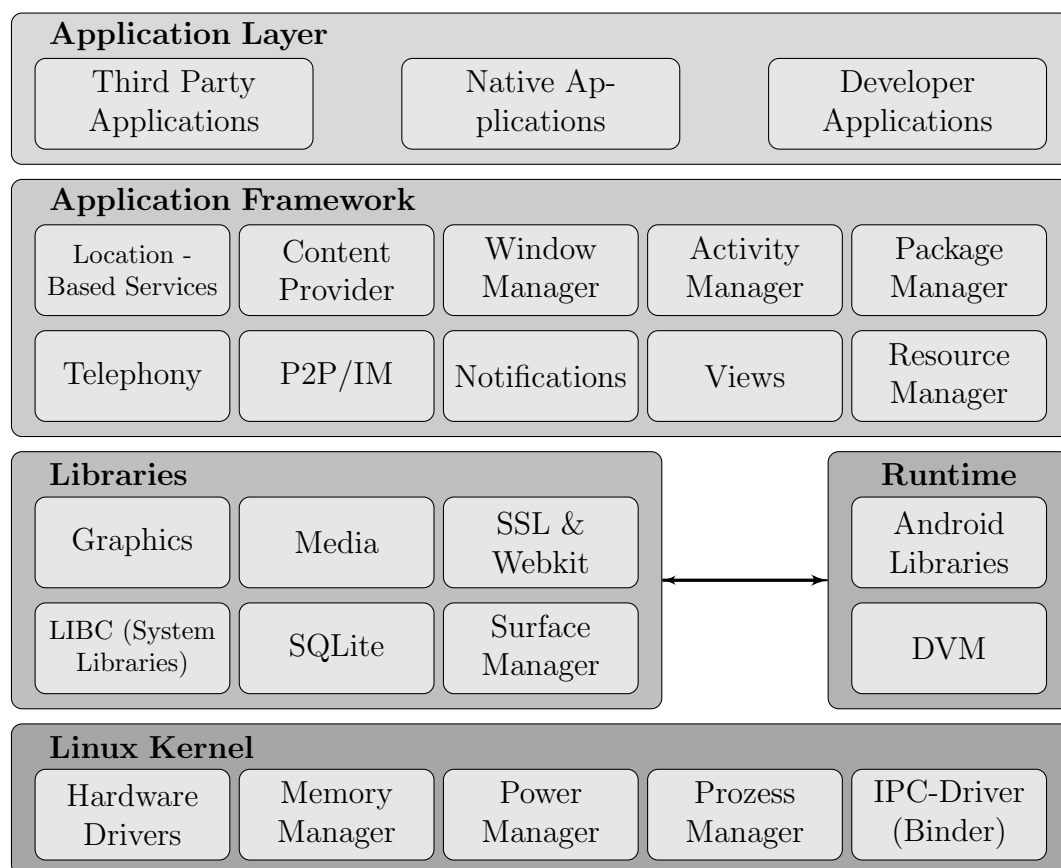 Application Layer
Third Party
Applications
Native Ap-
plications
Developer
Applications
Application Framework
Location -
Based Services
Content
Provider
Window
Manager
Activity
Manager
Package
Manager
Telephony
P2P/IM
Notifications
Views
Resource
Manager
Libraries
Graphics
Media
SSL &
Webkit
LIBC (System
Libraries)
SQLite
Surface
Manager
Runtime
Android
Libraries
DVM
Linux Kernel
Hardware
Drivers
Memory
Manager
Power
Manager
Prozess
Manager
IPC-Driver
(Binder)